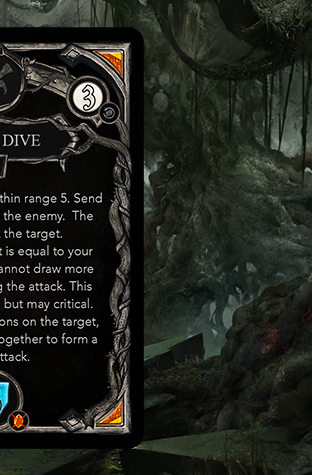 3
DIVE
thin range 5. Send
the enemy. The
the target.
t is equal to your
annot draw more
g the attack. This
but may critical.
ons on the target,
ogether to form a
ttack.